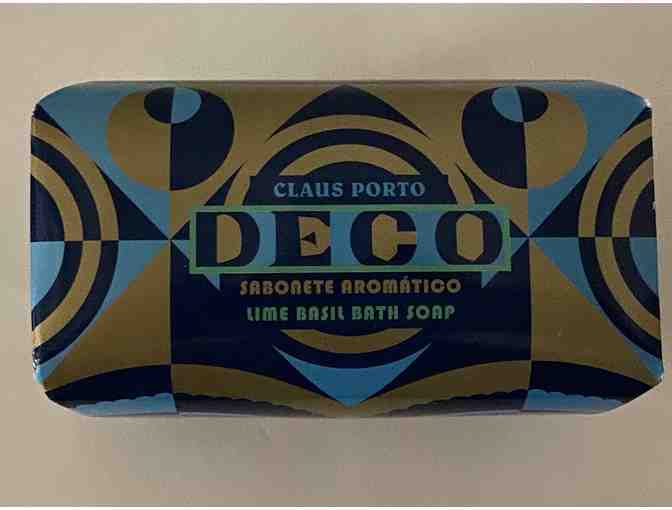 CLAUS PORTO
DECO
SABONETE AROMÁTICO
LIME BASIL BATH SOAP